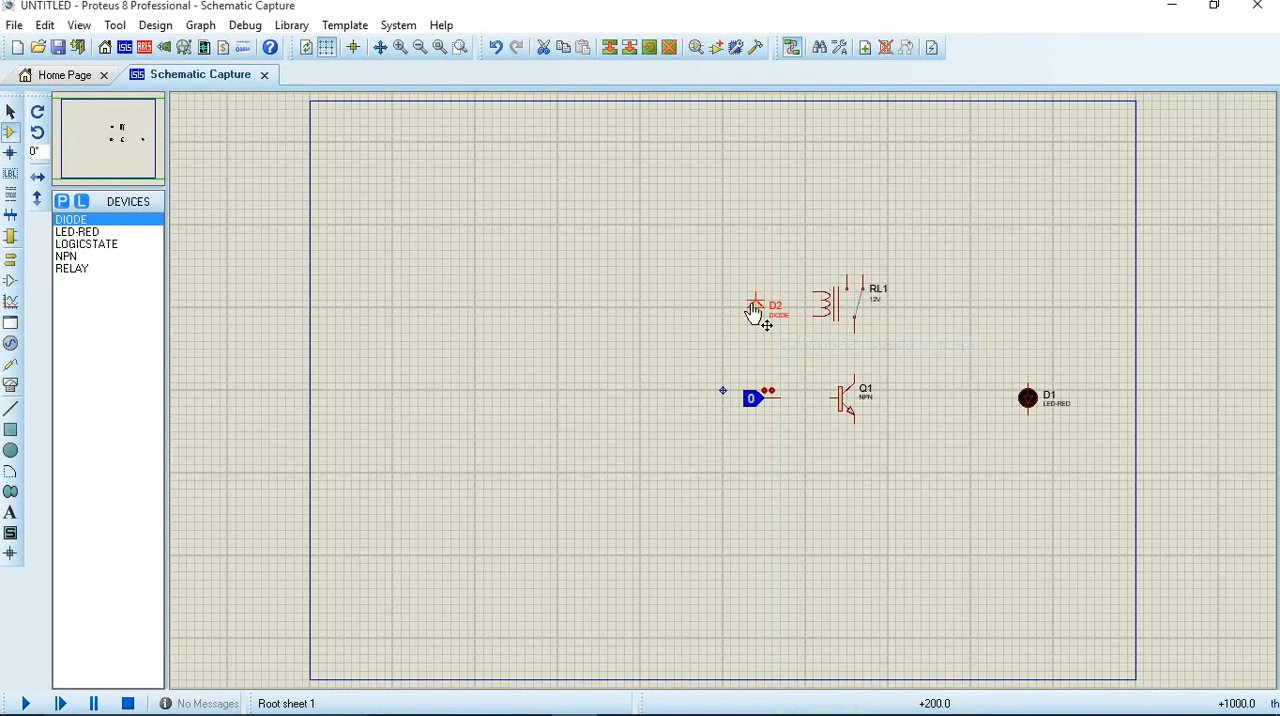 UNTITLED - Proteus 8 Professional - Schematic Capture
File Edit View Tool Design Graph Debug Library Template System Help
Home Page Schematic Capture
0°
LBL
P L DEVICES
DIODE
LED-RED
LOGICSTATE
NPN
RELAY
A
S
RL1
12V
D2
DIODE
0
Q1
NPN
D1
LED-RED
No Messages Root sheet 1 +200.0 +1000.0 th